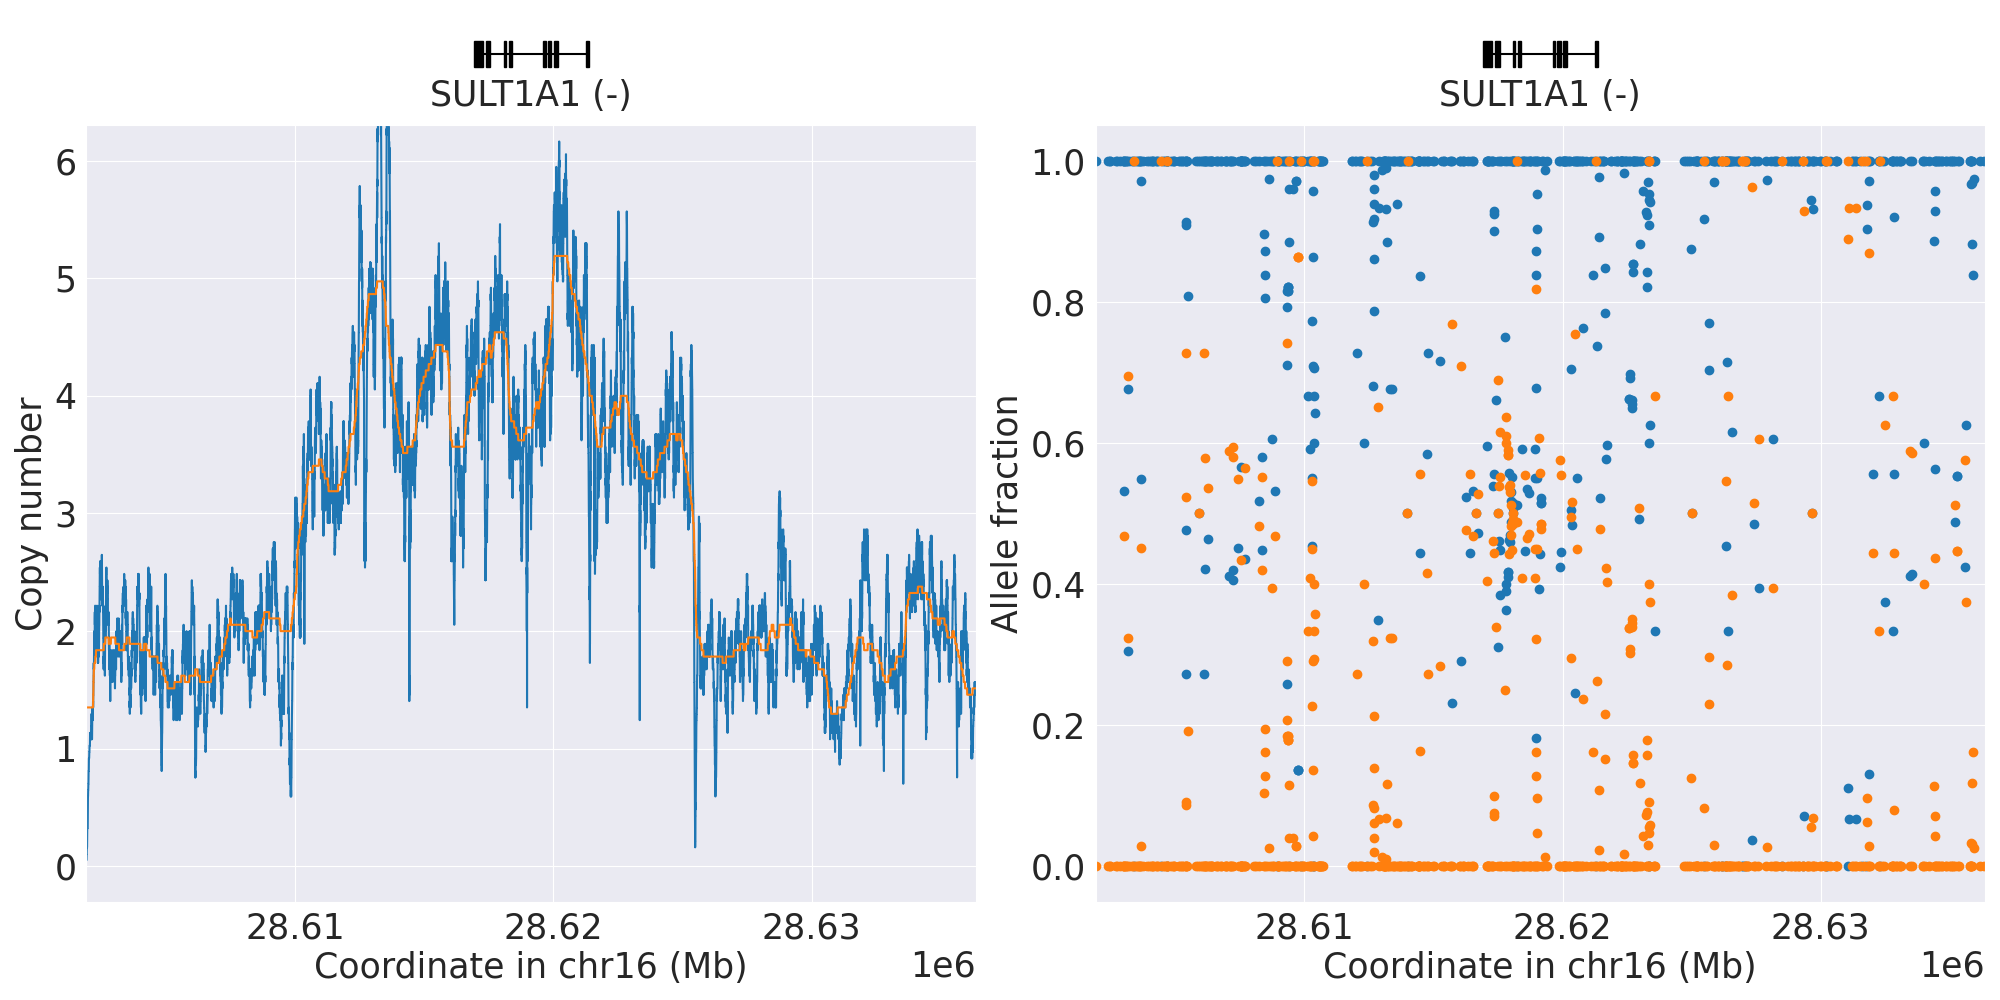 SULT1A1 (-)
6
5
4
3
2
1
0
Copy number
28.61
28.62
28.63
Coordinate in chr16 (Mb)
1e6
SULT1A1 (-)
1.0
0.8
0.6
0.4
0.2
0.0
Allele fraction
28.61
28.62
28.63
Coordinate in chr16 (Mb)
1e6